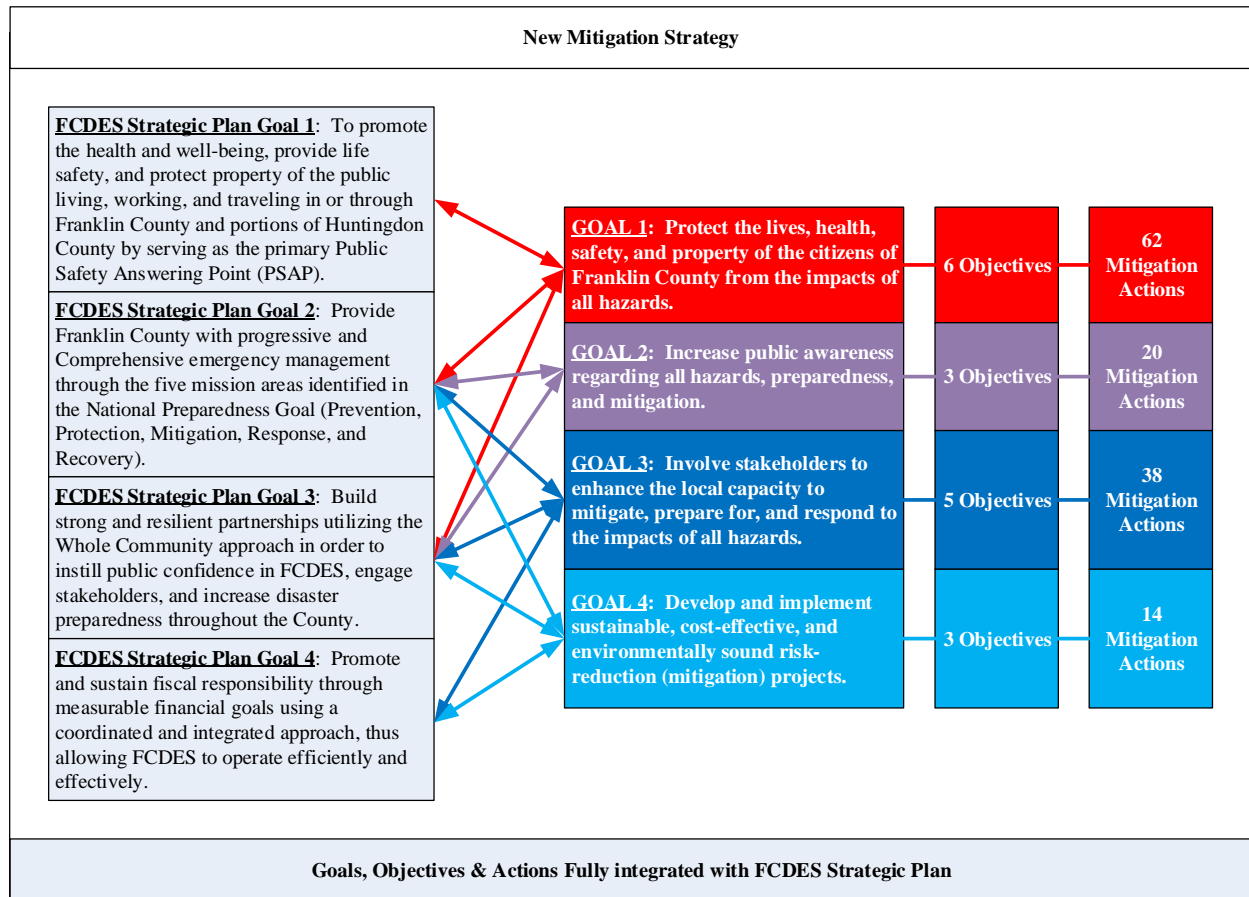 New Mitigation Strategy
FCDES Strategic Plan Goal 1: To promote
the health and well-being, provide life
safety, and protect property of the public
living, working, and traveling in or through
Franklin County and portions of Huntingdon
County by serving as the primary Public
Safety Answering Point (PSAP).
FCDES Strategic Plan Goal 2: Provide
Franklin County with progressive and
Comprehensive emergency management
through the five mission areas identified in
the National Preparedness Goal (Prevention,
Protection, Mitigation, Response, and
Recovery).
FCDES Strategic Plan Goal 3: Build
strong and resilient partnerships utilizing the
Whole Community approach in order to
instill public confidence in FCDES, engage
stakeholders, and increase disaster
preparedness throughout the County.
FCDES Strategic Plan Goal 4: Promote
and sustain fiscal responsibility through
measurable financial goals using a
coordinated and integrated approach, thus
allowing FCDES to operate efficiently and
effectively.
GOAL 1: Protect the lives, health,
safety, and property of the citizens of
Franklin County from the impacts of
all hazards.
6 Objectives
62
Mitigation
Actions
GOAL 2: Increase public awareness
regarding all hazards, preparedness,
and mitigation.
3 Objectives
20
Mitigation
Actions
GOAL 3: Involve stakeholders to
enhance the local capacity to
mitigate, prepare for, and respond to
the impacts of all hazards.
5 Objectives
38
Mitigation
Actions
GOAL 4: Develop and implement
sustainable, cost-effective, and
environmentally sound risk-
reduction (mitigation) projects.
3 Objectives
14
Mitigation
Actions
Goals, Objectives & Actions Fully integrated with FCDES Strategic Plan